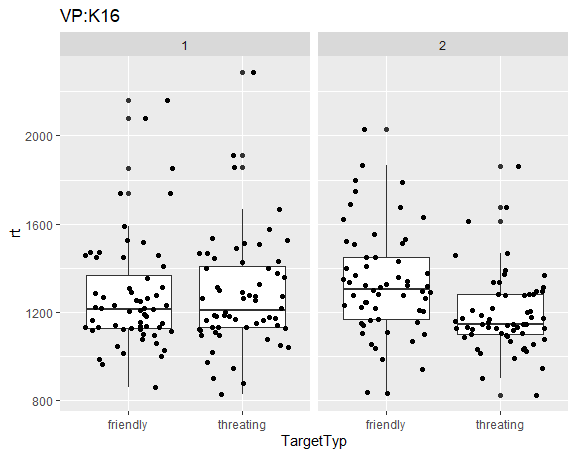 VP:K16
1
2
rt
2000
1600
1200
800
friendly
threating
friendly
threating
TargetTyp